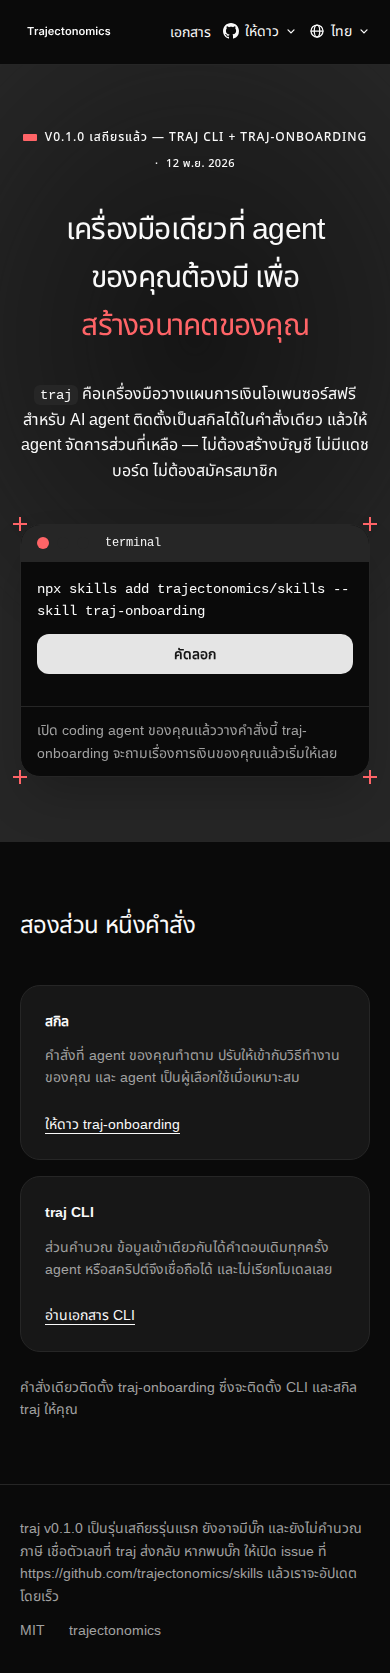 Trajectonomics เอกสาร ให้ดาว ไทย
V0.1.0 เสถียรแล้ว — TRAJ CLI + TRAJ-ONBOARDING
· 12 พ.ย. 2026
เครื่องมือเดียวที่ agent
ของคุณต้องมี เพื่อ
สร้างอนาคตของคุณ
traj คือเครื่องมือวางแผนการเงินโอเพนซอร์สฟรี
สำหรับ AI agent ติดตั้งเป็นสกิลได้ในคำสั่งเดียว แล้วให้
agent จัดการส่วนที่เหลือ — ไม่ต้องสร้างบัญชี ไม่มีแดช
บอร์ด ไม่ต้องสมัครสมาชิก
terminal
npx skills add trajectonomics/skills --
skill traj-onboarding
คัดลอก
เปิด coding agent ของคุณแล้ววางคำสั่งนี้ traj-
onboarding จะถามเรื่องการเงินของคุณแล้วเริ่มให้เลย
สองส่วน หนึ่งคำสั่ง
สกิล
คำสั่งที่ agent ของคุณทำตาม ปรับให้เข้ากับวิธีทำงาน
ของคุณ และ agent เป็นผู้เลือกใช้เมื่อเหมาะสม
ให้ดาว traj-onboarding
traj CLI
ส่วนคำนวณ ข้อมูลเข้าเดียวกันได้คำตอบเดิมทุกครั้ง
agent หรือสคริปต์จึงเชื่อถือได้ และไม่เรียกโมเดลเลย
อ่านเอกสาร CLI
คำสั่งเดียวติดตั้ง traj-onboarding ซึ่งจะติดตั้ง CLI และสกิล
traj ให้คุณ
traj v0.1.0 เป็นรุ่นเสถียรรุ่นแรก ยังอาจมีบั๊ก และยังไม่คำนวณ
ภาษี เชื่อตัวเลขที่ traj ส่งกลับ หากพบบั๊ก ให้เปิด issue ที่
https://github.com/trajectonomics/skills แล้วเราจะอัปเดต
โดยเร็ว
MIT trajectonomics